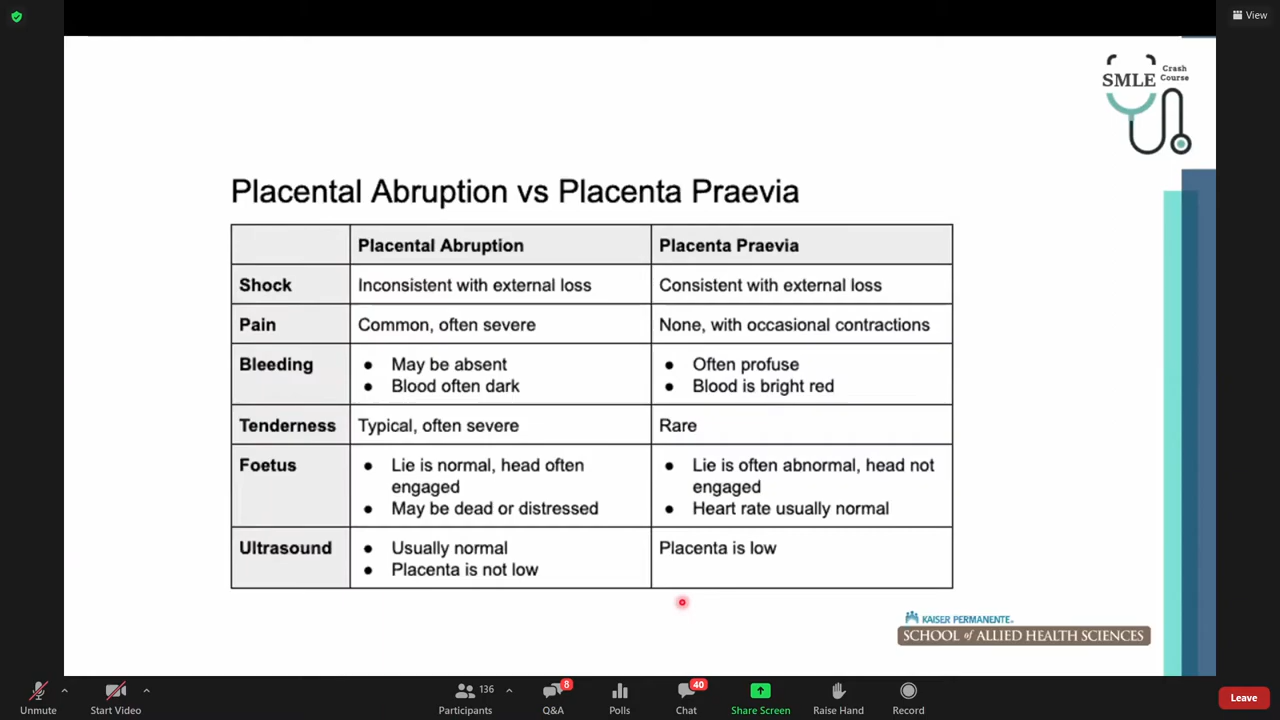 View
SMLE Crash Course
Placental Abruption vs Placenta Praevia
Placental Abruption Placenta Praevia
Shock Inconsistent with external loss Consistent with external loss
Pain Common, often severe None, with occasional contractions
Bleeding ● May be absent ● Often profuse
● Blood often dark ● Blood is bright red
Tenderness Typical, often severe Rare
Foetus ● Lie is normal, head often ● Lie is often abnormal, head not
engaged engaged
● May be dead or distressed ● Heart rate usually normal
Ultrasound ● Usually normal Placenta is low
● Placenta is not low
KAISER PERMANENTE®
SCHOOL of ALLIED HEALTH SCIENCES
136 8 40
Unmute Start Video Participants Q&A Polls Chat Share Screen Raise Hand Record Leave